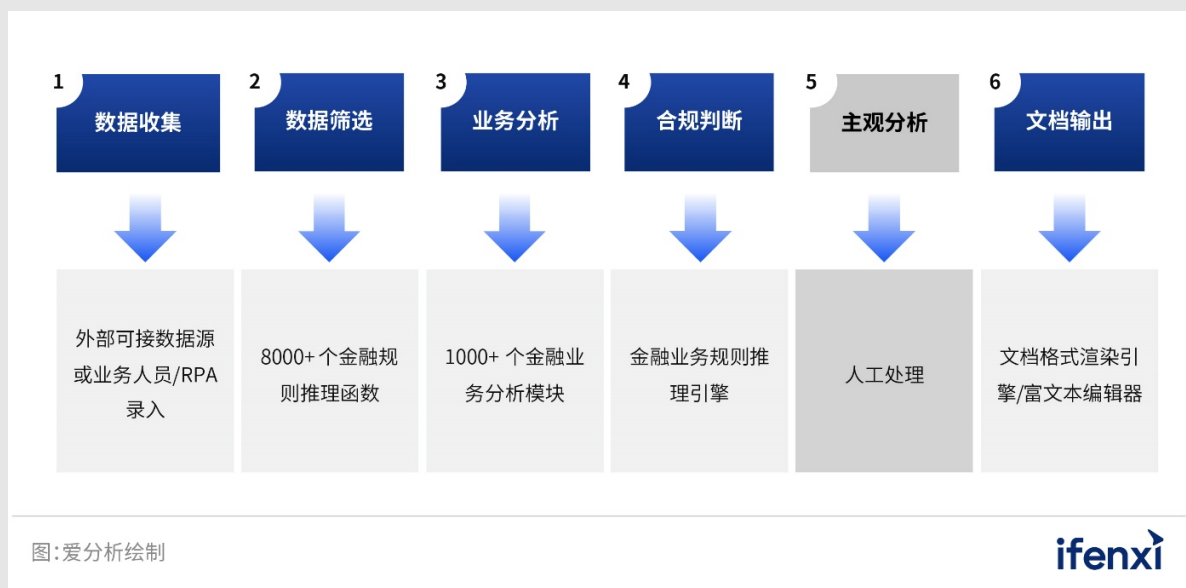 1
数据收集
2
数据筛选
3
业务分析
4
合规判断
5
主观分析
6
文档输出
外部可接数据源
或业务人员/RPA
录入
8000+ 个金融规
则推理函数
1000+ 个金融业
务分析模块
金融业务规则推
理引擎
人工处理
文档格式渲染引
擎/富文本编辑器
图:爱分析绘制
ifenxi